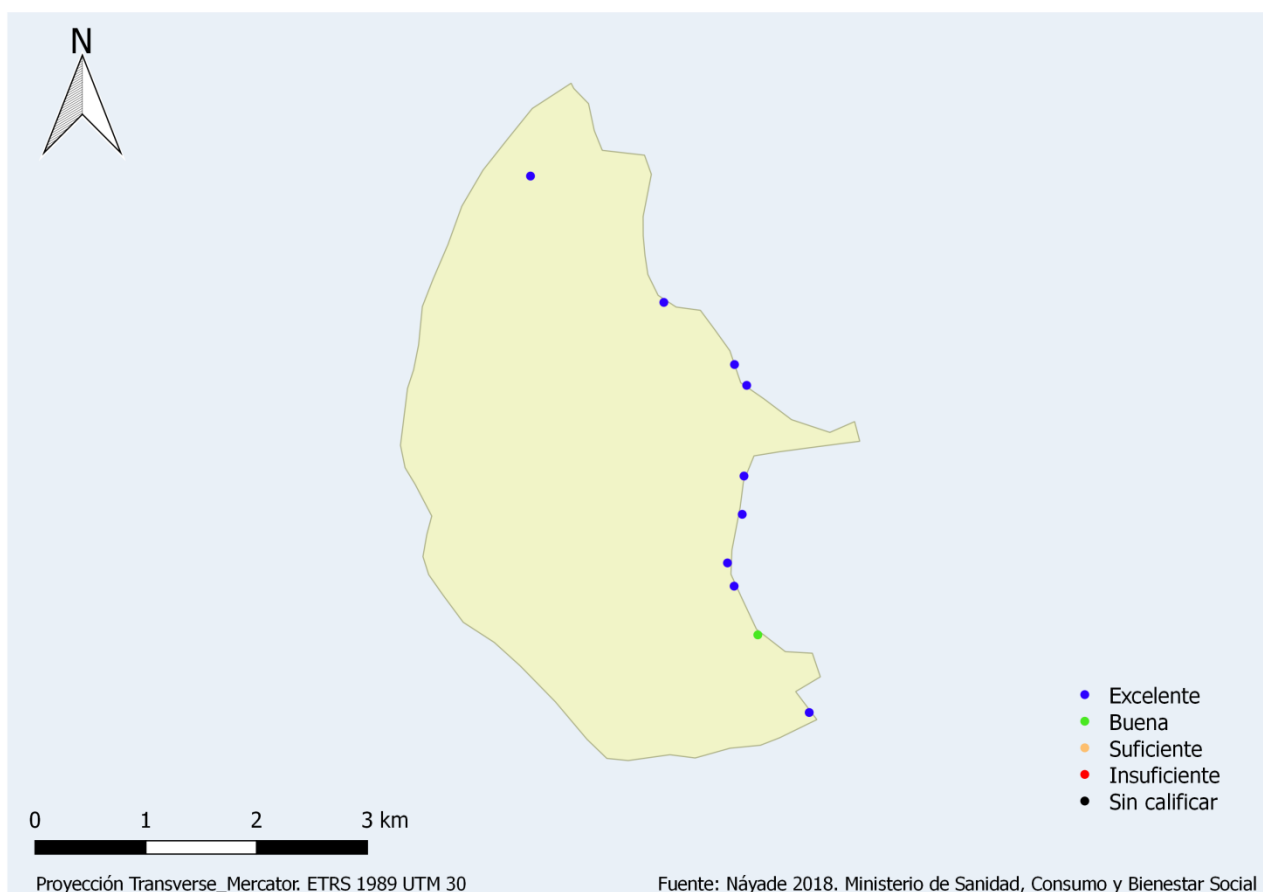 N
Excelente
Buena
Suficiente
Insuficiente
Sin calificar
0 1 2 3 km
Proyección Transverse_Mercator. ETRS 1989 UTM 30
Fuente: Náyade 2018. Ministerio de Sanidad, Consumo y Bienestar Social